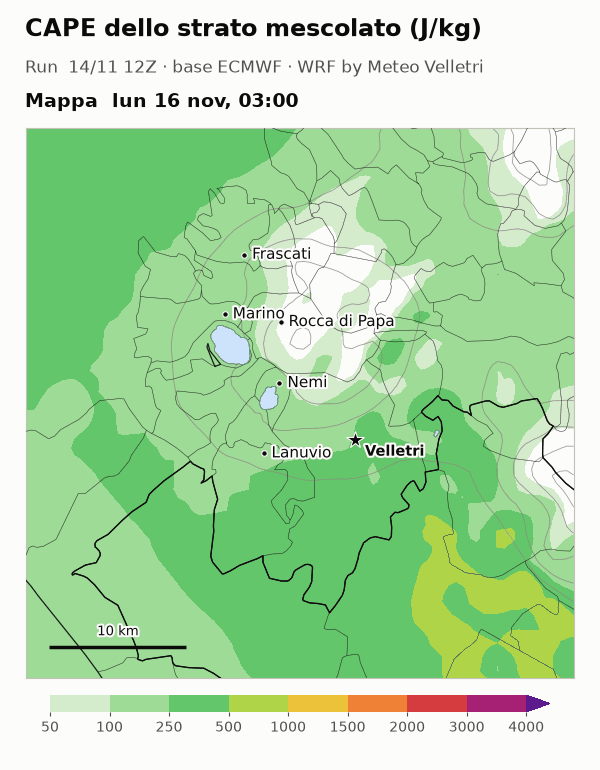 CAPE dello strato mescolato (J/kg)
Run  14/11 12Z · base ECMWF · WRF by Meteo Velletri
Mappa  lun 16 nov, 03:00
Frascati
Marino
Rocca di Papa
Nemi
Velletri
Lanuvio
10 km
50 100 250 500 1000 1500 2000 3000 4000